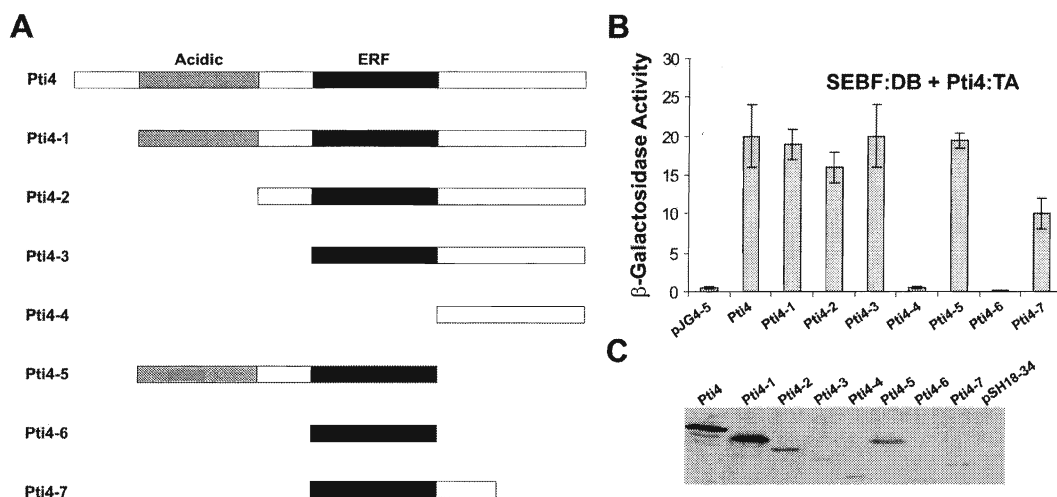 A
Acidic ERF
Pti4
Pti4-1
Pti4-2
Pti4-3
Pti4-4
Pti4-5
Pti4-6
Pti4-7
B
SEBF:DB + Pti4:TA
β-Galactosidase Activity
30
25
20
15
10
5
0
pJG4-5 Pti4 Pti4-1 Pti4-2 Pti4-3 Pti4-4 Pti4-5 Pti4-6 Pti4-7
C
Pti4 Pti4-1 Pti4-2 Pti4-3 Pti4-4 Pti4-5 Pti4-6 Pti4-7 pSH18-34